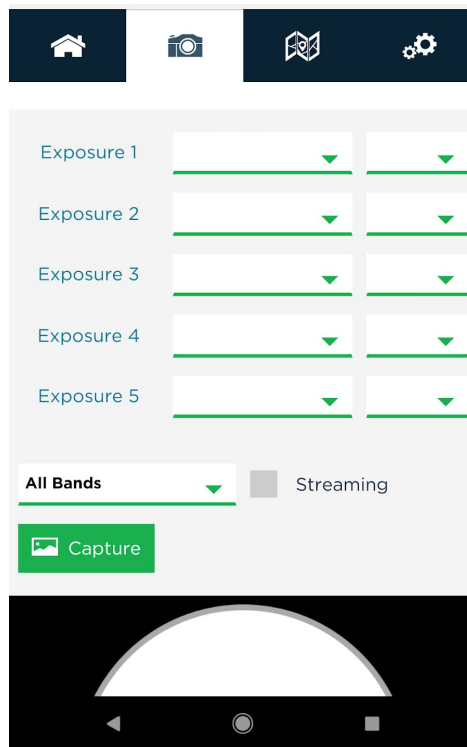 Exposure 1
Exposure 2
Exposure 3
Exposure 4
Exposure 5
All Bands
Streaming
Capture